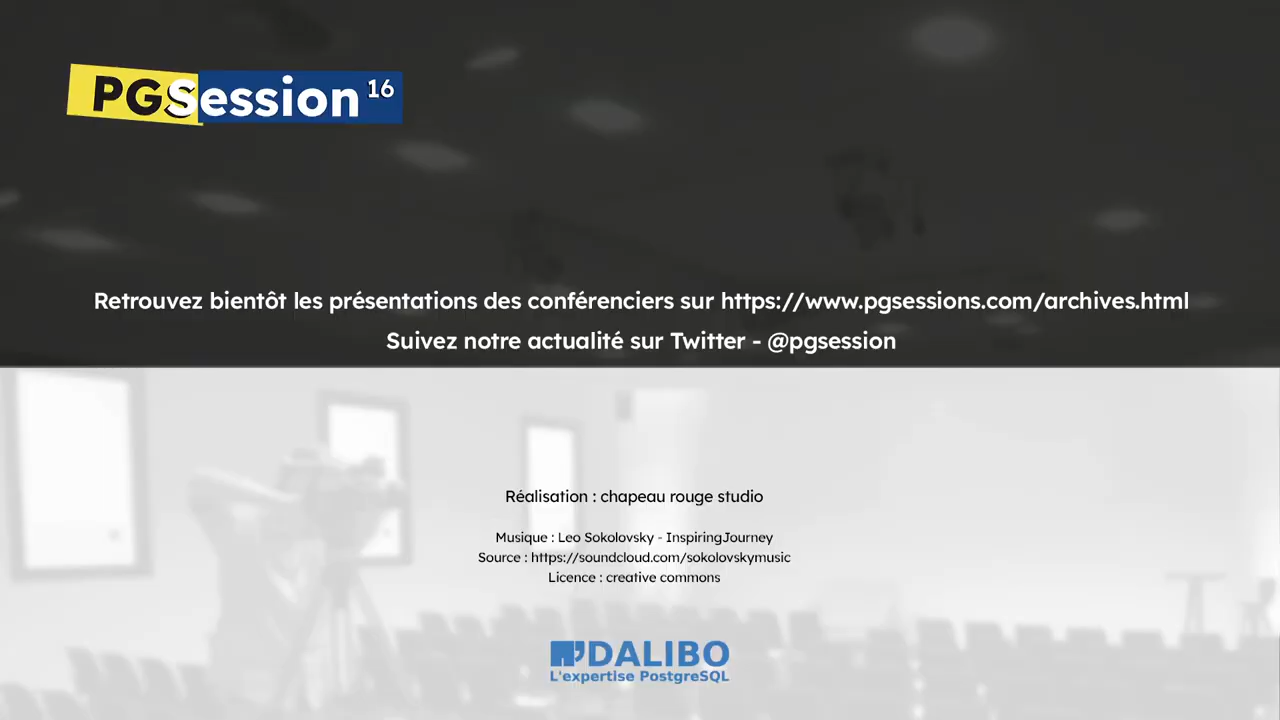 PGSession 16
Retrouvez bientôt les présentations des conférenciers sur https://www.pgsessions.com/archives.html
Suivez notre actualité sur Twitter - @pgsession
Réalisation : chapeau rouge studio
Musique : Leo Sokolovsky - InspiringJourney
Source : https://soundcloud.com/sokolovskymusic
Licence : creative commons
DALIBO
L'expertise PostgreSQL